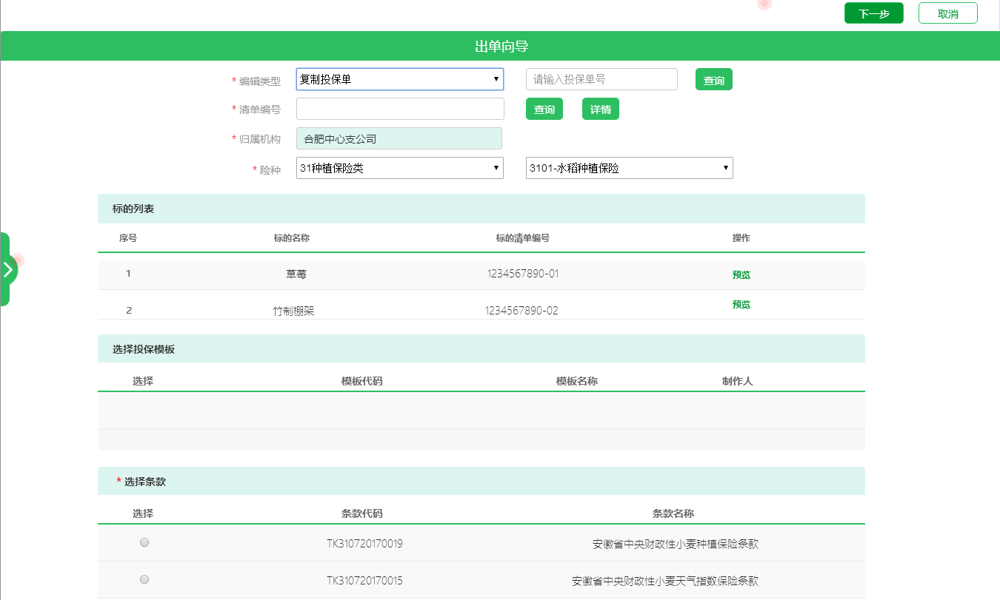 下一步 取消
出单向导
* 编辑类型 复制投保单 请输入投保单号 查询
* 清单编号 查询 详情
* 归属机构 合肥中心支公司
* 险种 31种植保险类 3101-水稻种植保险
标的列表
序号 标的名称 标的清单编号 操作
1 草莓 1234567890-01 预览
2 竹制棚架 1234567890-02 预览
选择投保模板
选择 模板代码 模板名称 制作人
* 选择条款
选择 条款代码 条款名称
TK310720170019 安徽省中央财政性小麦种植保险条款
TK310720170015 安徽省中央财政性小麦天气指数保险条款